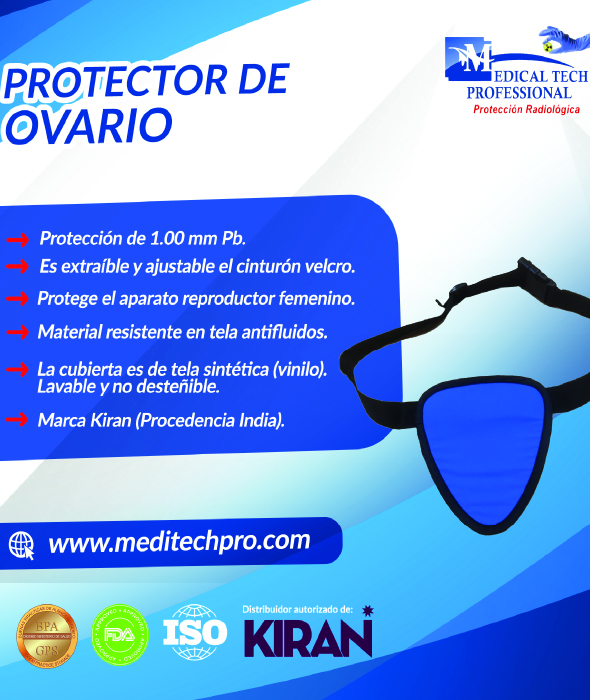 PROTECTOR DE
OVARIO
MEDICAL TECH
PROFESSIONAL
Protección Radiológica
Protección de 1.00 mm Pb.
Es extraíble y ajustable el cinturón velcro.
Protege el aparato reproductor femenino.
Material resistente en tela antifluidos.
La cubierta es de tela sintética (vinilo).
Lavable y no desteñible.
Marca Kiran (Procedencia India).
www.meditechpro.com
BPA
GPS
APPROVED
FDA
ISO
Distribuidor autorizado de:
KIRAN